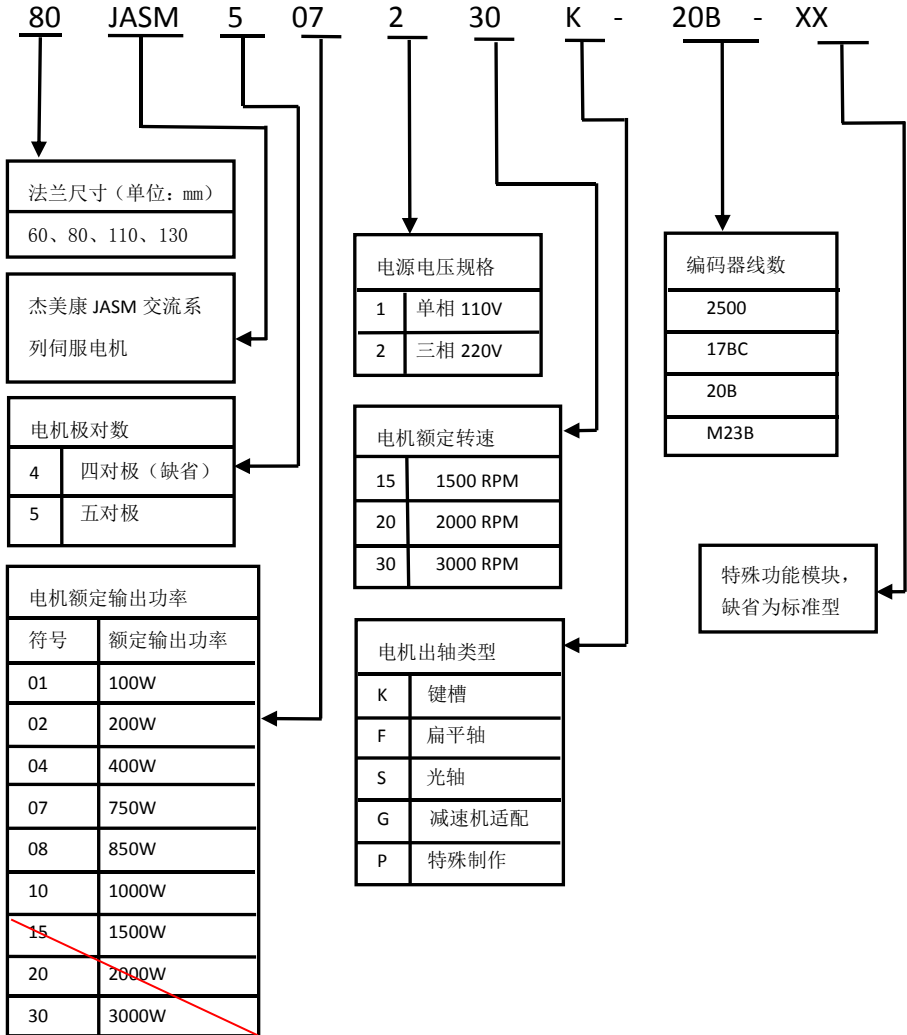 80 JASM 5 07 2 30 K - 20B - XX
法兰尺寸（单位: mm）
60、80、110、130
杰美康 JASM 交流系
列伺服电机
电机极对数
4 四对极（缺省）
5 五对极
电机额定输出功率
符号 额定输出功率
01 100W
02 200W
04 400W
07 750W
08 850W
10 1000W
15 1500W
20 2000W
30 3000W
电源电压规格
1 单相 110V
2 三相 220V
电机额定转速
15 1500 RPM
20 2000 RPM
30 3000 RPM
电机出轴类型
K 键槽
F 扁平轴
S 光轴
G 减速机适配
P 特殊制作
编码器线数
2500
17BC
20B
M23B
特殊功能模块，
缺省为标准型